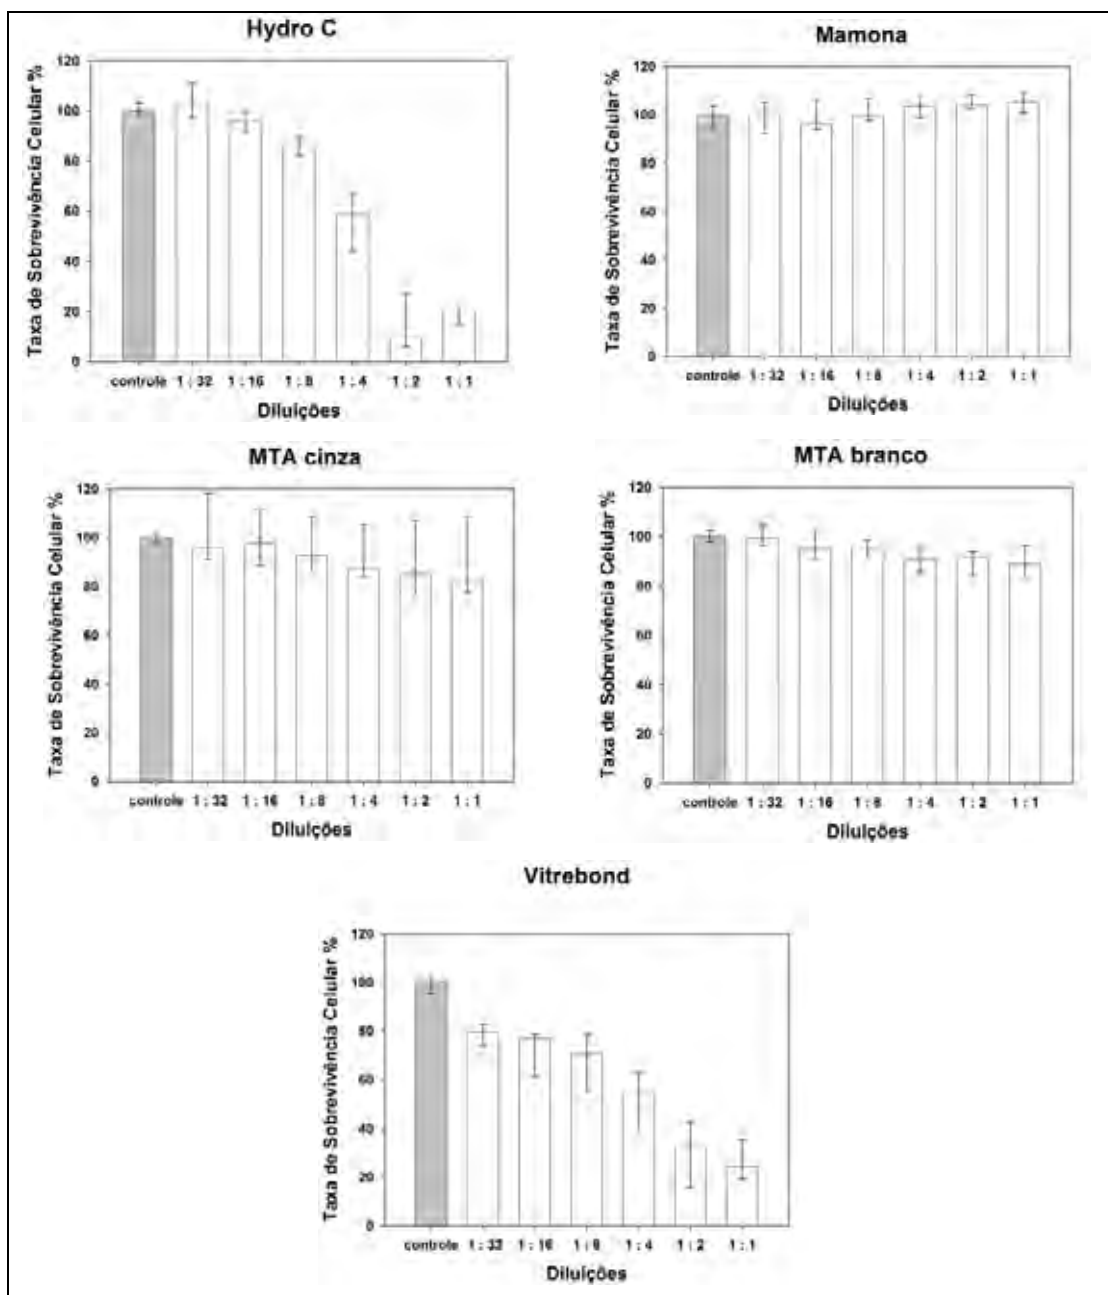 Hydro C
Taxa de Sobrevivência Celular %
120
100
80
60
40
20
0
controle 1 : 32 1 : 16 1 : 8 1 : 4 1 : 2 1 : 1
Diluições
Mamona
Taxa de Sobrevivência Celular %
120
100
80
60
40
20
0
controle 1 : 32 1 : 16 1 : 8 1 : 4 1 : 2 1 : 1
Diluições
MTA cinza
Taxa de Sobrevivência Celular %
120
100
80
60
40
20
0
controle 1 : 32 1 : 16 1 : 8 1 : 4 1 : 2 1 : 1
Diluições
MTA branco
Taxa de Sobrevivência Celular %
120
100
80
60
40
20
0
controle 1 : 32 1 : 16 1 : 8 1 : 4 1 : 2 1 : 1
Diluições
Vitrebond
Taxa de Sobrevivência Celular %
120
100
80
60
40
20
0
controle 1 : 32 1 : 16 1 : 8 1 : 4 1 : 2 1 : 1
Diluições